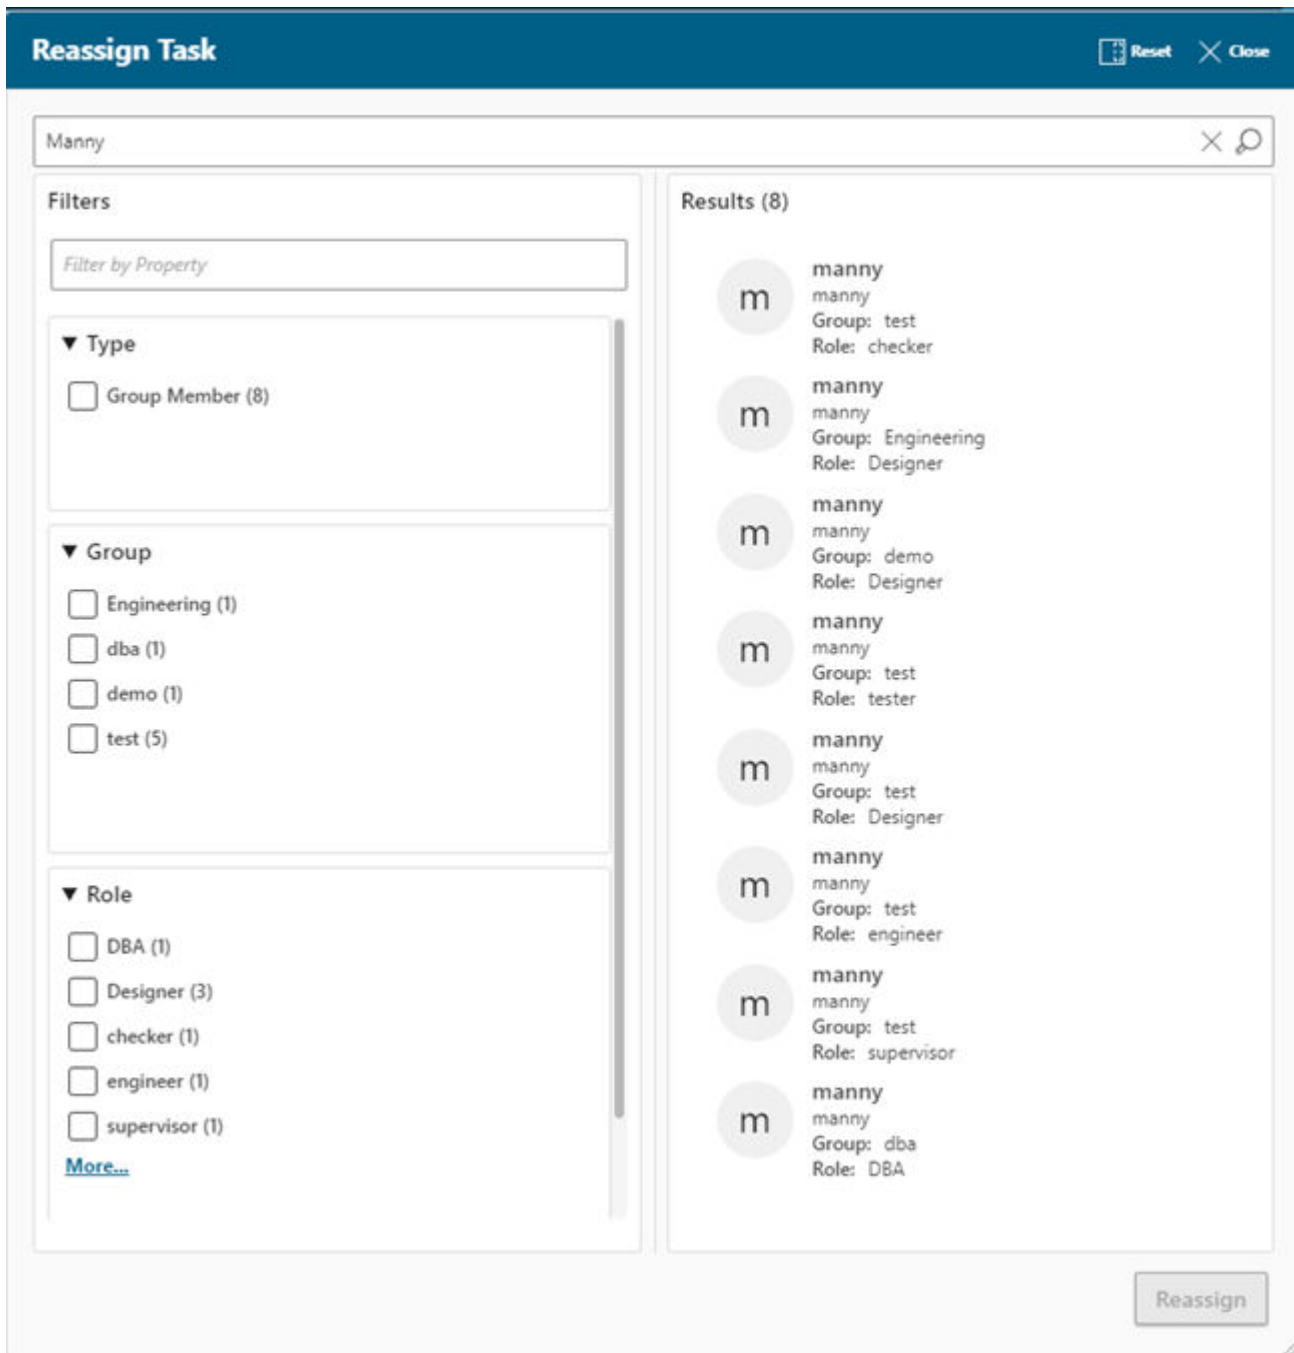 Reassign Task
Reset
Close
Manny
Filters
Filter by Property
Type
Group Member (8)
Group
Engineering (1)
dba (1)
demo (1)
test (5)
Role
DBA (1)
Designer (3)
checker (1)
engineer (1)
supervisor (1)
More...
Results (8)
m
manny
manny
Group: test
Role: checker
m
manny
manny
Group: Engineering
Role: Designer
m
manny
manny
Group: demo
Role: Designer
m
manny
manny
Group: test
Role: tester
m
manny
manny
Group: test
Role: Designer
m
manny
manny
Group: test
Role: engineer
m
manny
manny
Group: test
Role: supervisor
m
manny
manny
Group: dba
Role: DBA
Reassign